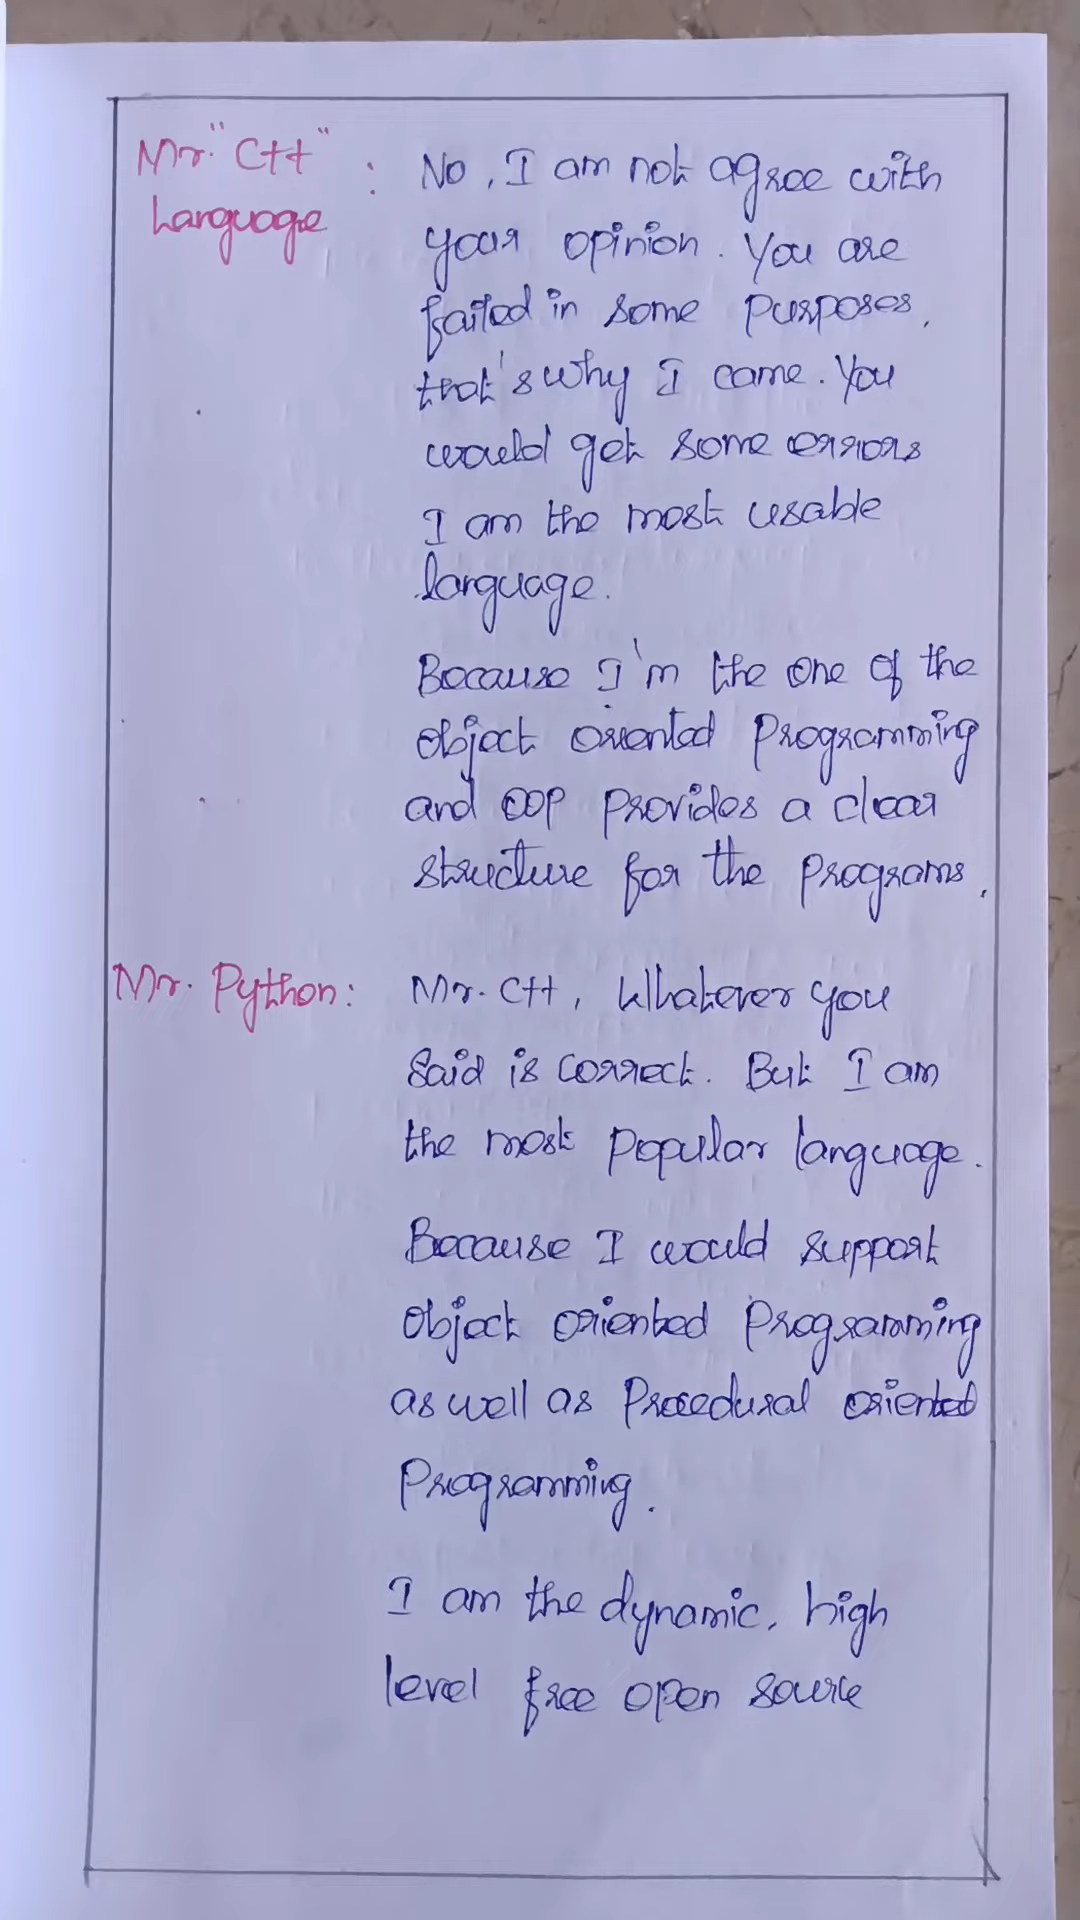 Mr. "C++" : No, I am not agree with
Language your opinion. You are
failed in some purposes,
that's why I came. You
would get some errors
I am the most usable
language.
Because I'm the one of the
object oriented programming
and OOP provides a clear
structure for the programs.
Mr. Python: Mr. C++, Whatever you
said is correct. But I am
the most popular language.
Because I would support
object oriented programming
as well as Procedural oriented
Programming.
I am the dynamic, high
level free open source